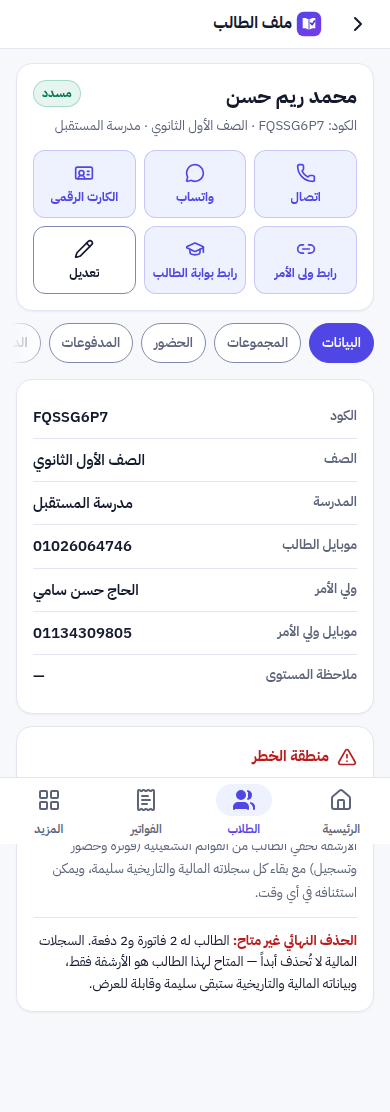 ملف الطالب
محمد ريم حسن
مسدد
الكود: FQSSG6P7 · الصف الأول الثانوي · مدرسة المستقبل
اتصال
واتساب
الكارت الرقمي
رابط ولي الأمر
رابط بوابة الطالب
تعديل
البيانات
المجموعات
الحضور
المدفوعات
الكود
FQSSG6P7
الصف
الصف الأول الثانوي
المدرسة
مدرسة المستقبل
موبايل الطالب
01026064746
ولي الأمر
الحاج حسن سامي
موبايل ولي الأمر
01134309805
ملاحظة المستوى
—
منطقة الخطر
الرئيسية
الطلاب
الفواتير
المزيد
الأرشفة تخفي الطالب من القوائم التشغيلية (فوترة وحضور
وتسجيل) مع بقاء كل سجلاته المالية والتاريخية سليمة، ويمكن
استئنافه في أي وقت.
الحذف النهائي غير متاح: الطالب له 2 فاتورة و2 دفعة. السجلات
المالية لا تُحذف أبداً — المتاح لهذا الطالب هو الأرشفة فقط،
وبياناته المالية والتاريخية ستبقى سليمة وقابلة للعرض.